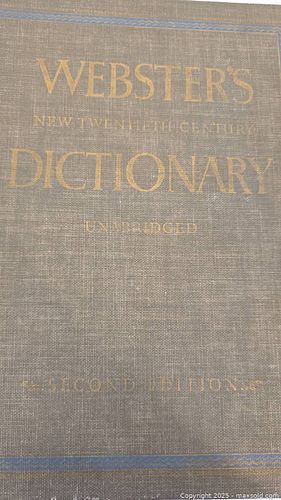 WEBSTER'S
NEW TWENTIETH CENTURY
DICTIONARY
UNABRIDGED
SECOND EDITION
Copyright 2025 - maxsold.com